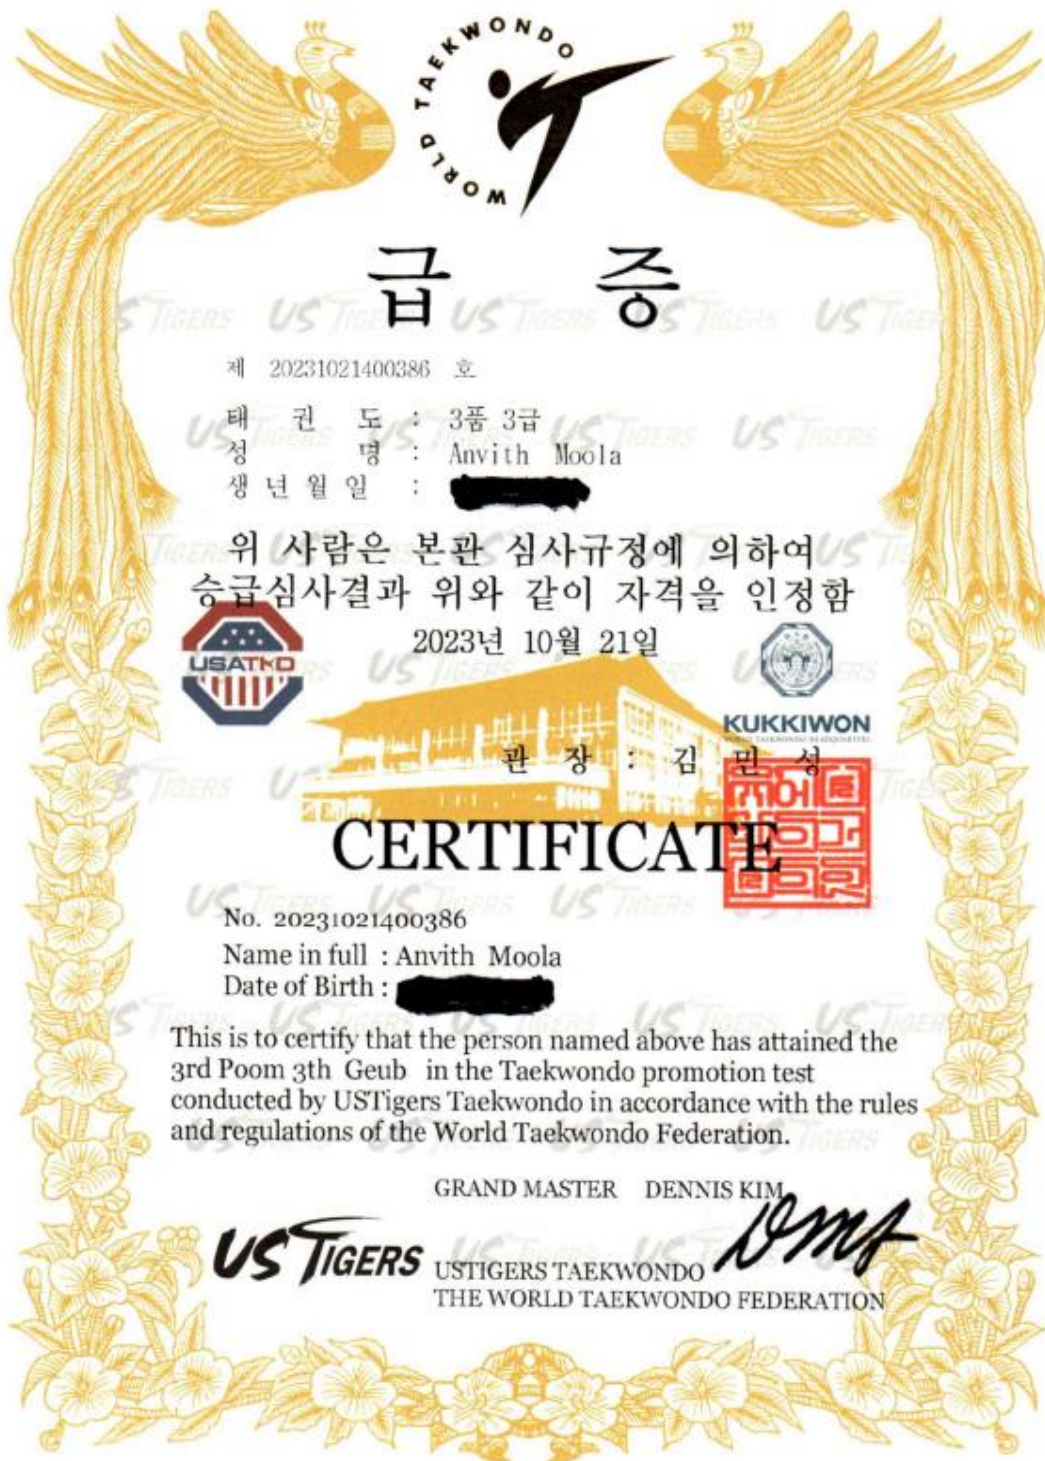 WORLD TAEKWONDO
급 증
제 20231021400386 호
태 권 도 : 3품 3급
성 명 : Anvith Moola
생 년 월 일 :
위 사람은 본관 심사규정에 의하여
승급심사결과 위와 같이 자격을 인정함
2023년 10월 21일
USATKD
KUKKIWON
WORLD TAEKWONDO HEADQUARTERS
관 장 : 김 민 성
CERTIFICATE
No. 20231021400386
Name in full : Anvith Moola
Date of Birth :
This is to certify that the person named above has attained the
3rd Poom 3th Geub in the Taekwondo promotion test
conducted by USTigers Taekwondo in accordance with the rules
and regulations of the World Taekwondo Federation.
GRAND MASTER DENNIS KIM
US TIGERS
USTIGERS TAEKWONDO
THE WORLD TAEKWONDO FEDERATION